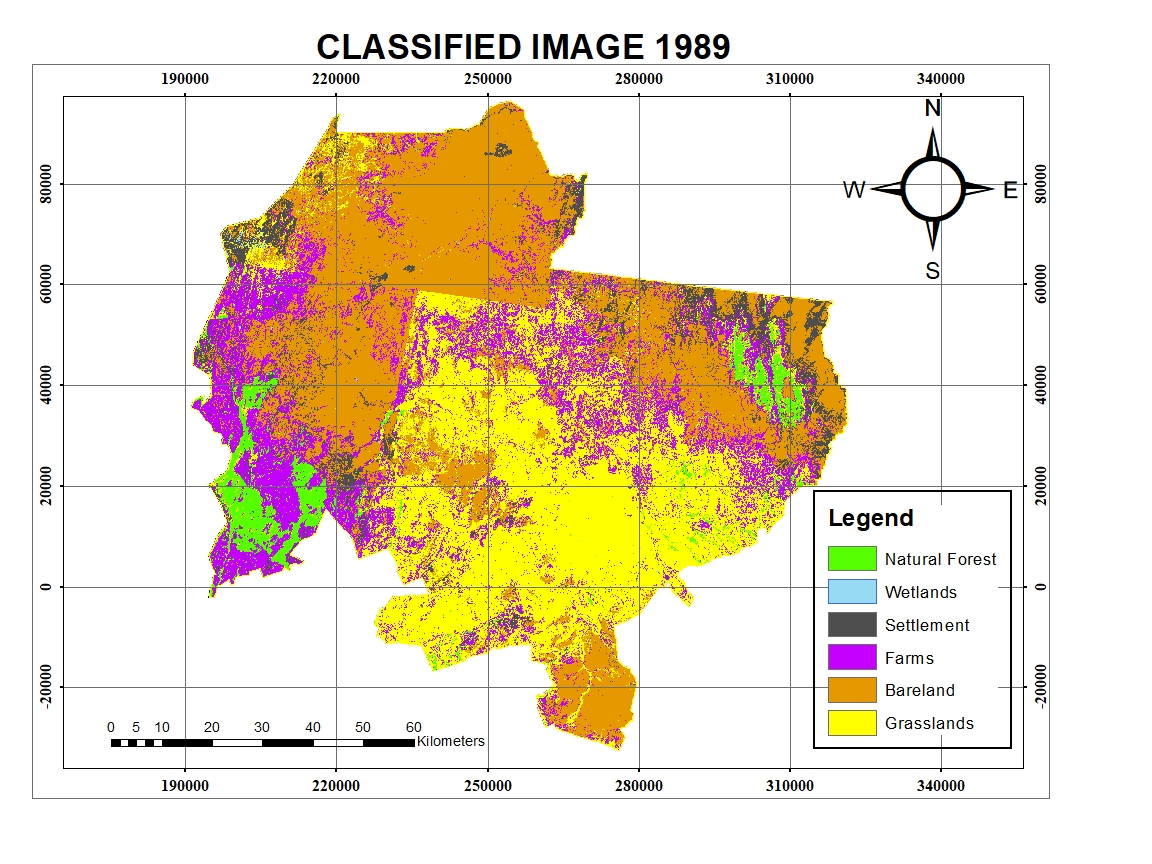 CLASSIFIED IMAGE 1989
190000 220000 250000 280000 310000 340000
N
W E
S
80000 80000
60000 60000
40000 40000
20000 20000
0 0
-20000 -20000
Legend
Natural Forest
Wetlands
Settlement
Farms
Bareland
Grasslands
0 5 10 20 30 40 50 60
Kilometers
190000 220000 250000 280000 310000 340000